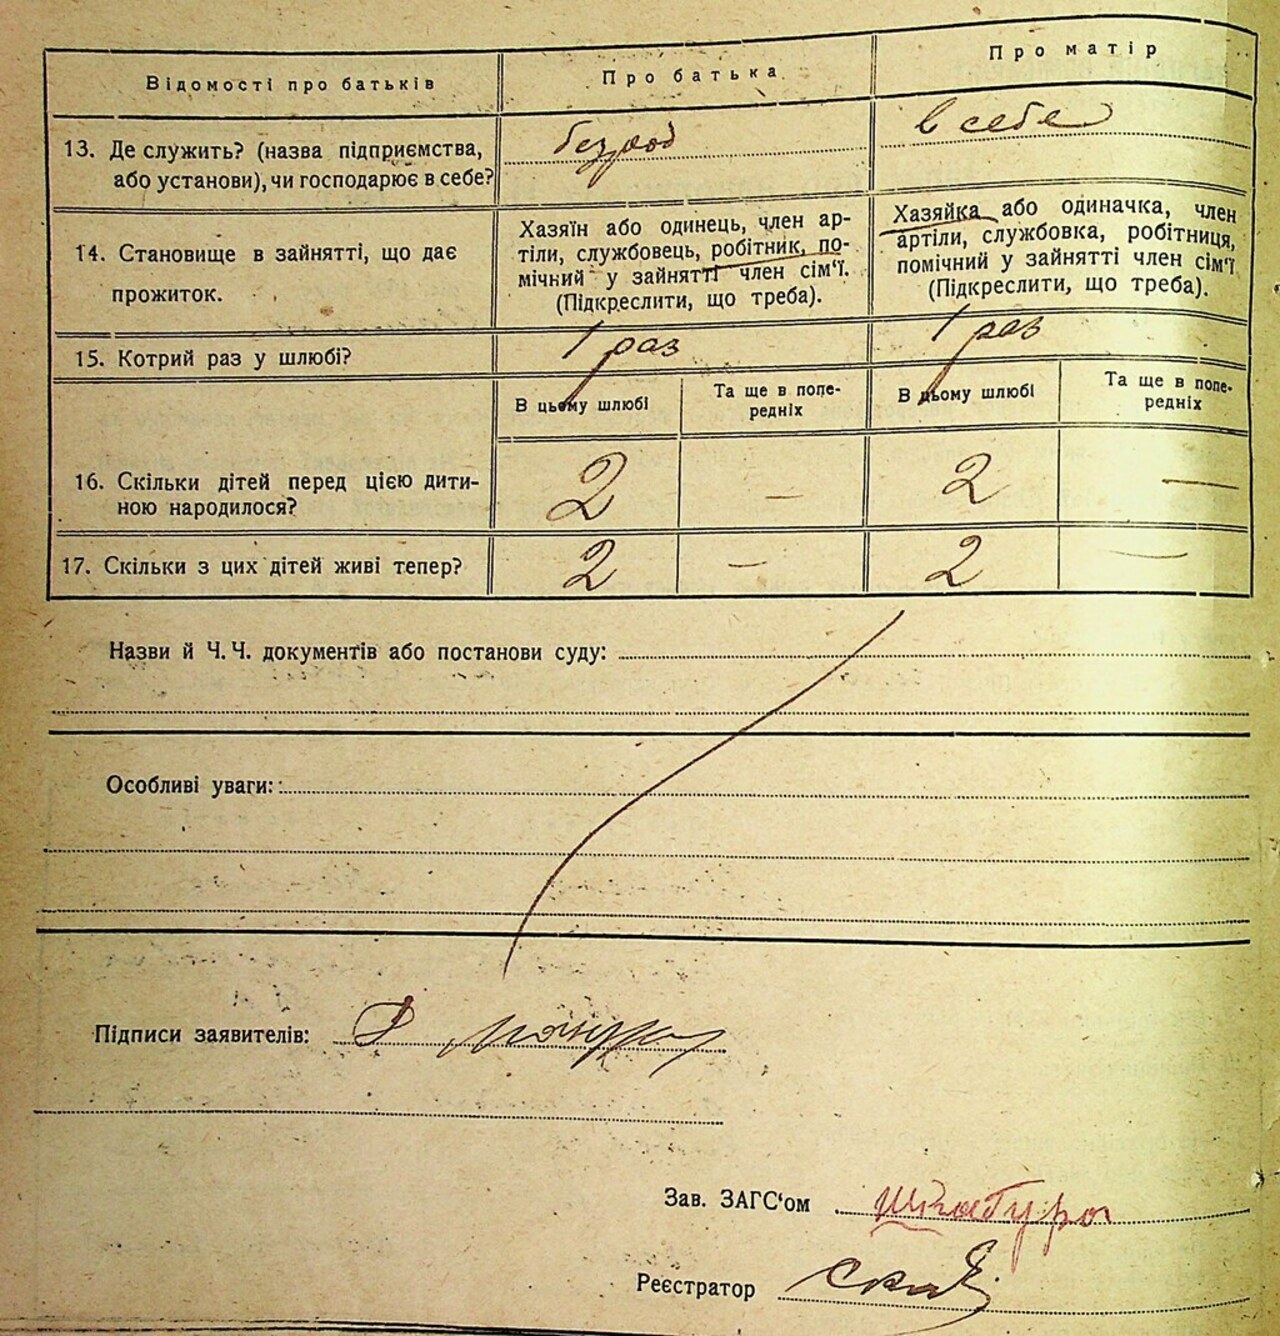 Відомості про батьків
Про батька
Про матір
13. Де служить? (назва підприємства,
або установи), чи господарює в себе?
безроб
в себе
14. Становище в зайнятті, що дає
прожиток.
Хазяїн або одинець, член ар-
тіли, службовець, робітник, по-
мічний у зайнятті член сім'ї.
(Підкреслити, що треба).
Хазяйка або одиначка, член
артіли, службовка, робітниця,
помічний у зайнятті член сім'ї
(Підкреслити, що треба).
15. Котрий раз у шлюбі?
1 раз
1 раз
В цьому шлюбі
Та ще в попе-
редніх
В цьому шлюбі
Та ще в попе-
редніх
16. Скільки дітей перед цією дити-
ною народилося?
2
—
2
—
17. Скільки з цих дітей живі тепер?
2
—
2
—
Назви й Ч. Ч. документів або постанови суду:
Особливі уваги:
Підписи заявителів:
Зав. ЗАГС'ом
Реєстратор